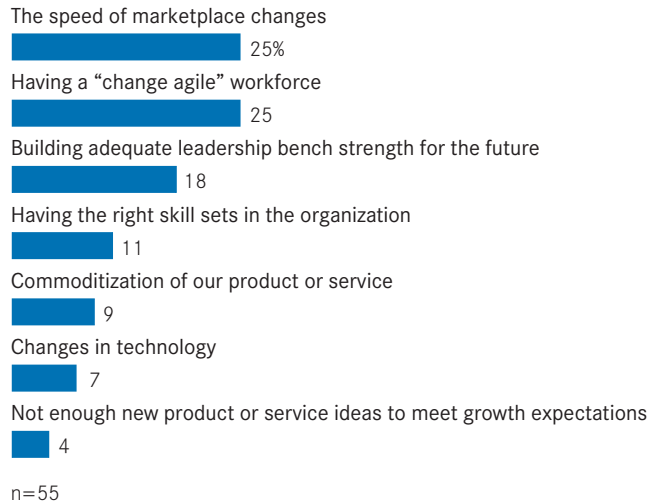 The speed of marketplace changes
25%
Having a “change agile” workforce
25
Building adequate leadership bench strength for the future
18
Having the right skill sets in the organization
11
Commoditization of our product or service
9
Changes in technology
7
Not enough new product or service ideas to meet growth expectations
4
n=55